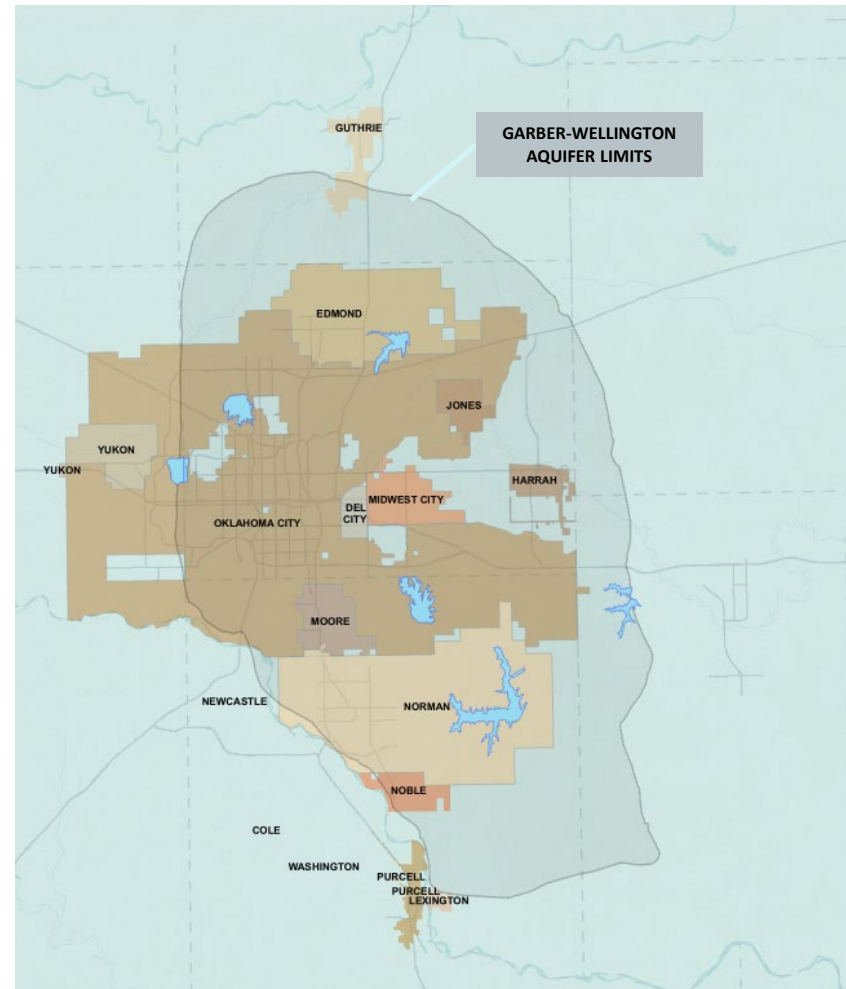 GUTHRIE
GARBER-WELLINGTON
AQUIFER LIMITS
EDMOND
JONES
YUKON
YUKON
HARRAH
MIDWEST CITY
DEL
CITY
OKLAHOMA CITY
MOORE
NEWCASTLE
NORMAN
NOBLE
COLE
WASHINGTON
PURCELL
PURCELL
LEXINGTON